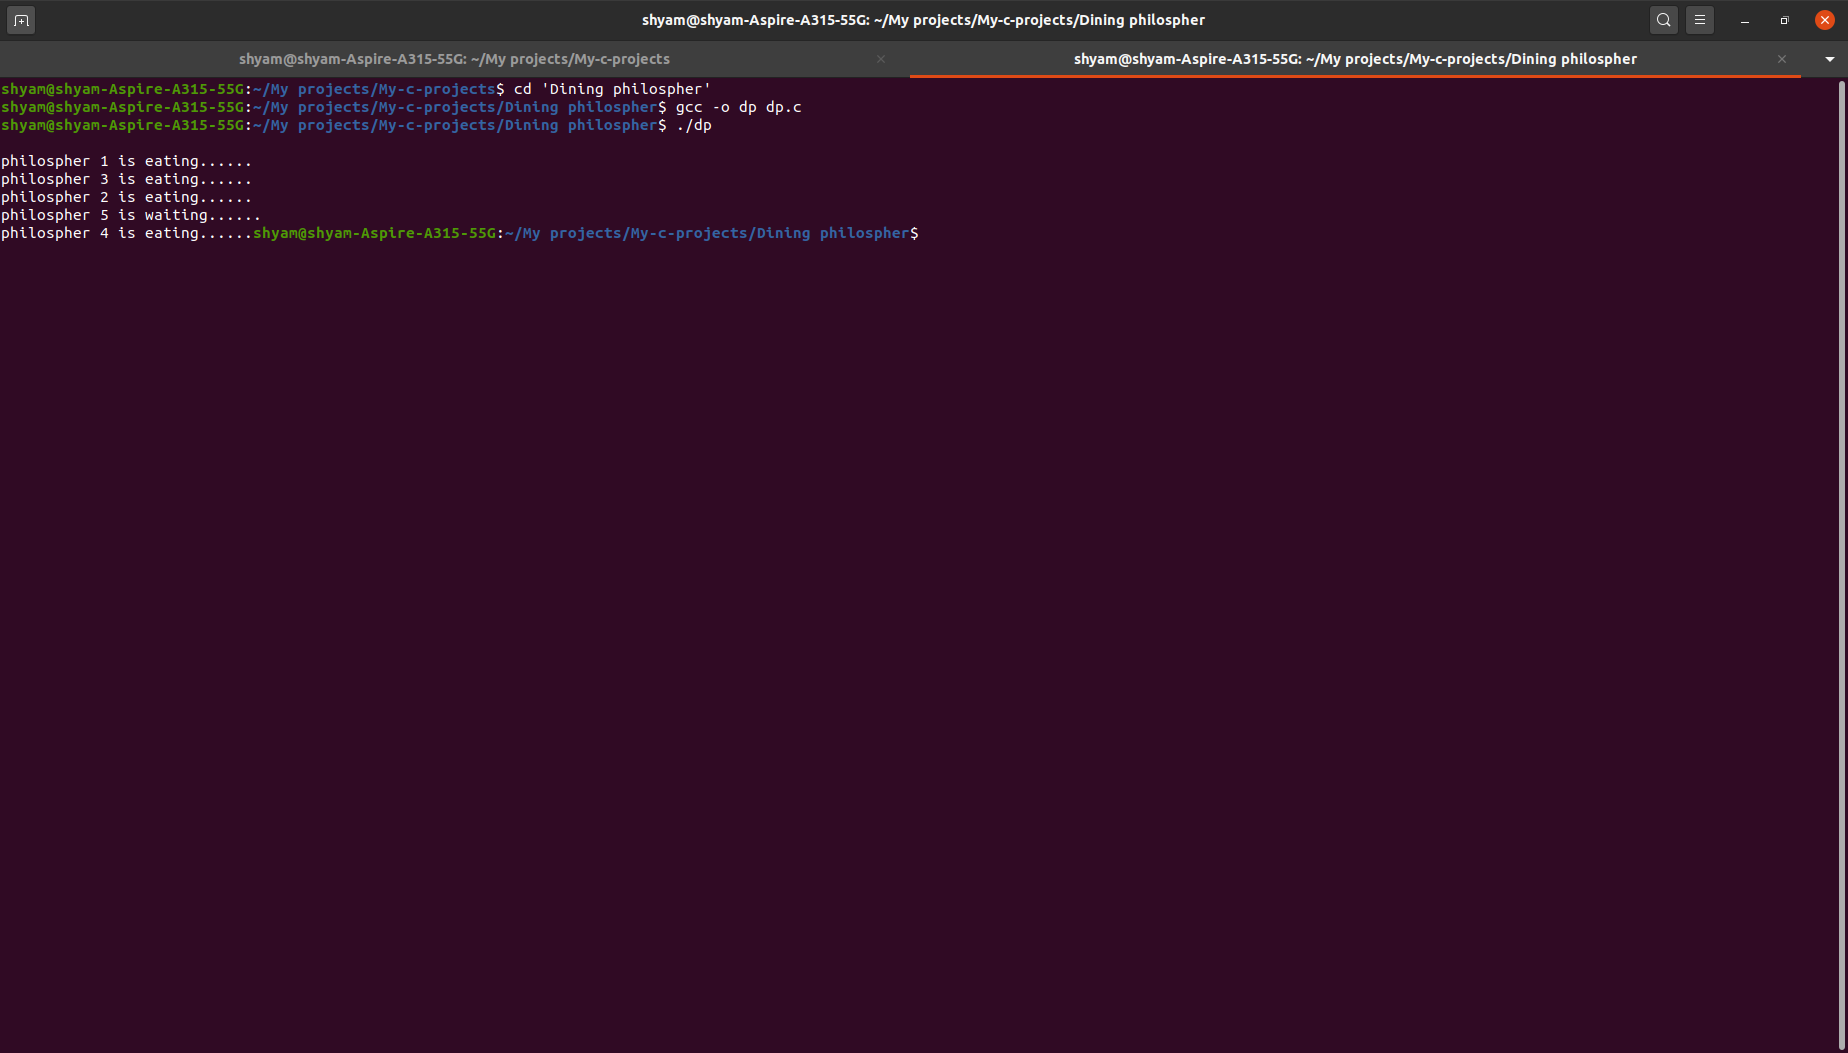 shyam@shyam-Aspire-A315-55G: ~/My projects/My-c-projects/Dining philospher
shyam@shyam-Aspire-A315-55G: ~/My projects/My-c-projects
shyam@shyam-Aspire-A315-55G: ~/My projects/My-c-projects/Dining philospher
shyam@shyam-Aspire-A315-55G:~/My projects/My-c-projects$ cd 'Dining philospher'
shyam@shyam-Aspire-A315-55G:~/My projects/My-c-projects/Dining philospher$ gcc -o dp dp.c
shyam@shyam-Aspire-A315-55G:~/My projects/My-c-projects/Dining philospher$ ./dp
philospher 1 is eating......
philospher 3 is eating......
philospher 2 is eating......
philospher 5 is waiting......
philospher 4 is eating......shyam@shyam-Aspire-A315-55G:~/My projects/My-c-projects/Dining philospher$